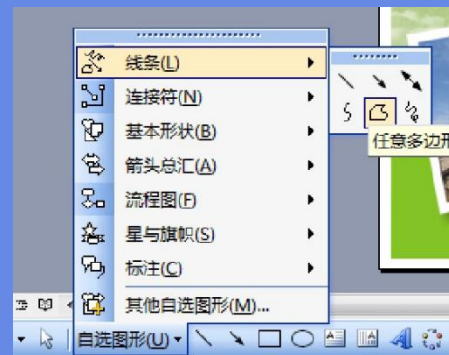 线条(L)
连接符(N)
基本形状(B)
箭头总汇(A)
流程图(F)
星与旗帜(S)
标注(C)
其他自选图形(M)...
任意多边形
自选图形(U)